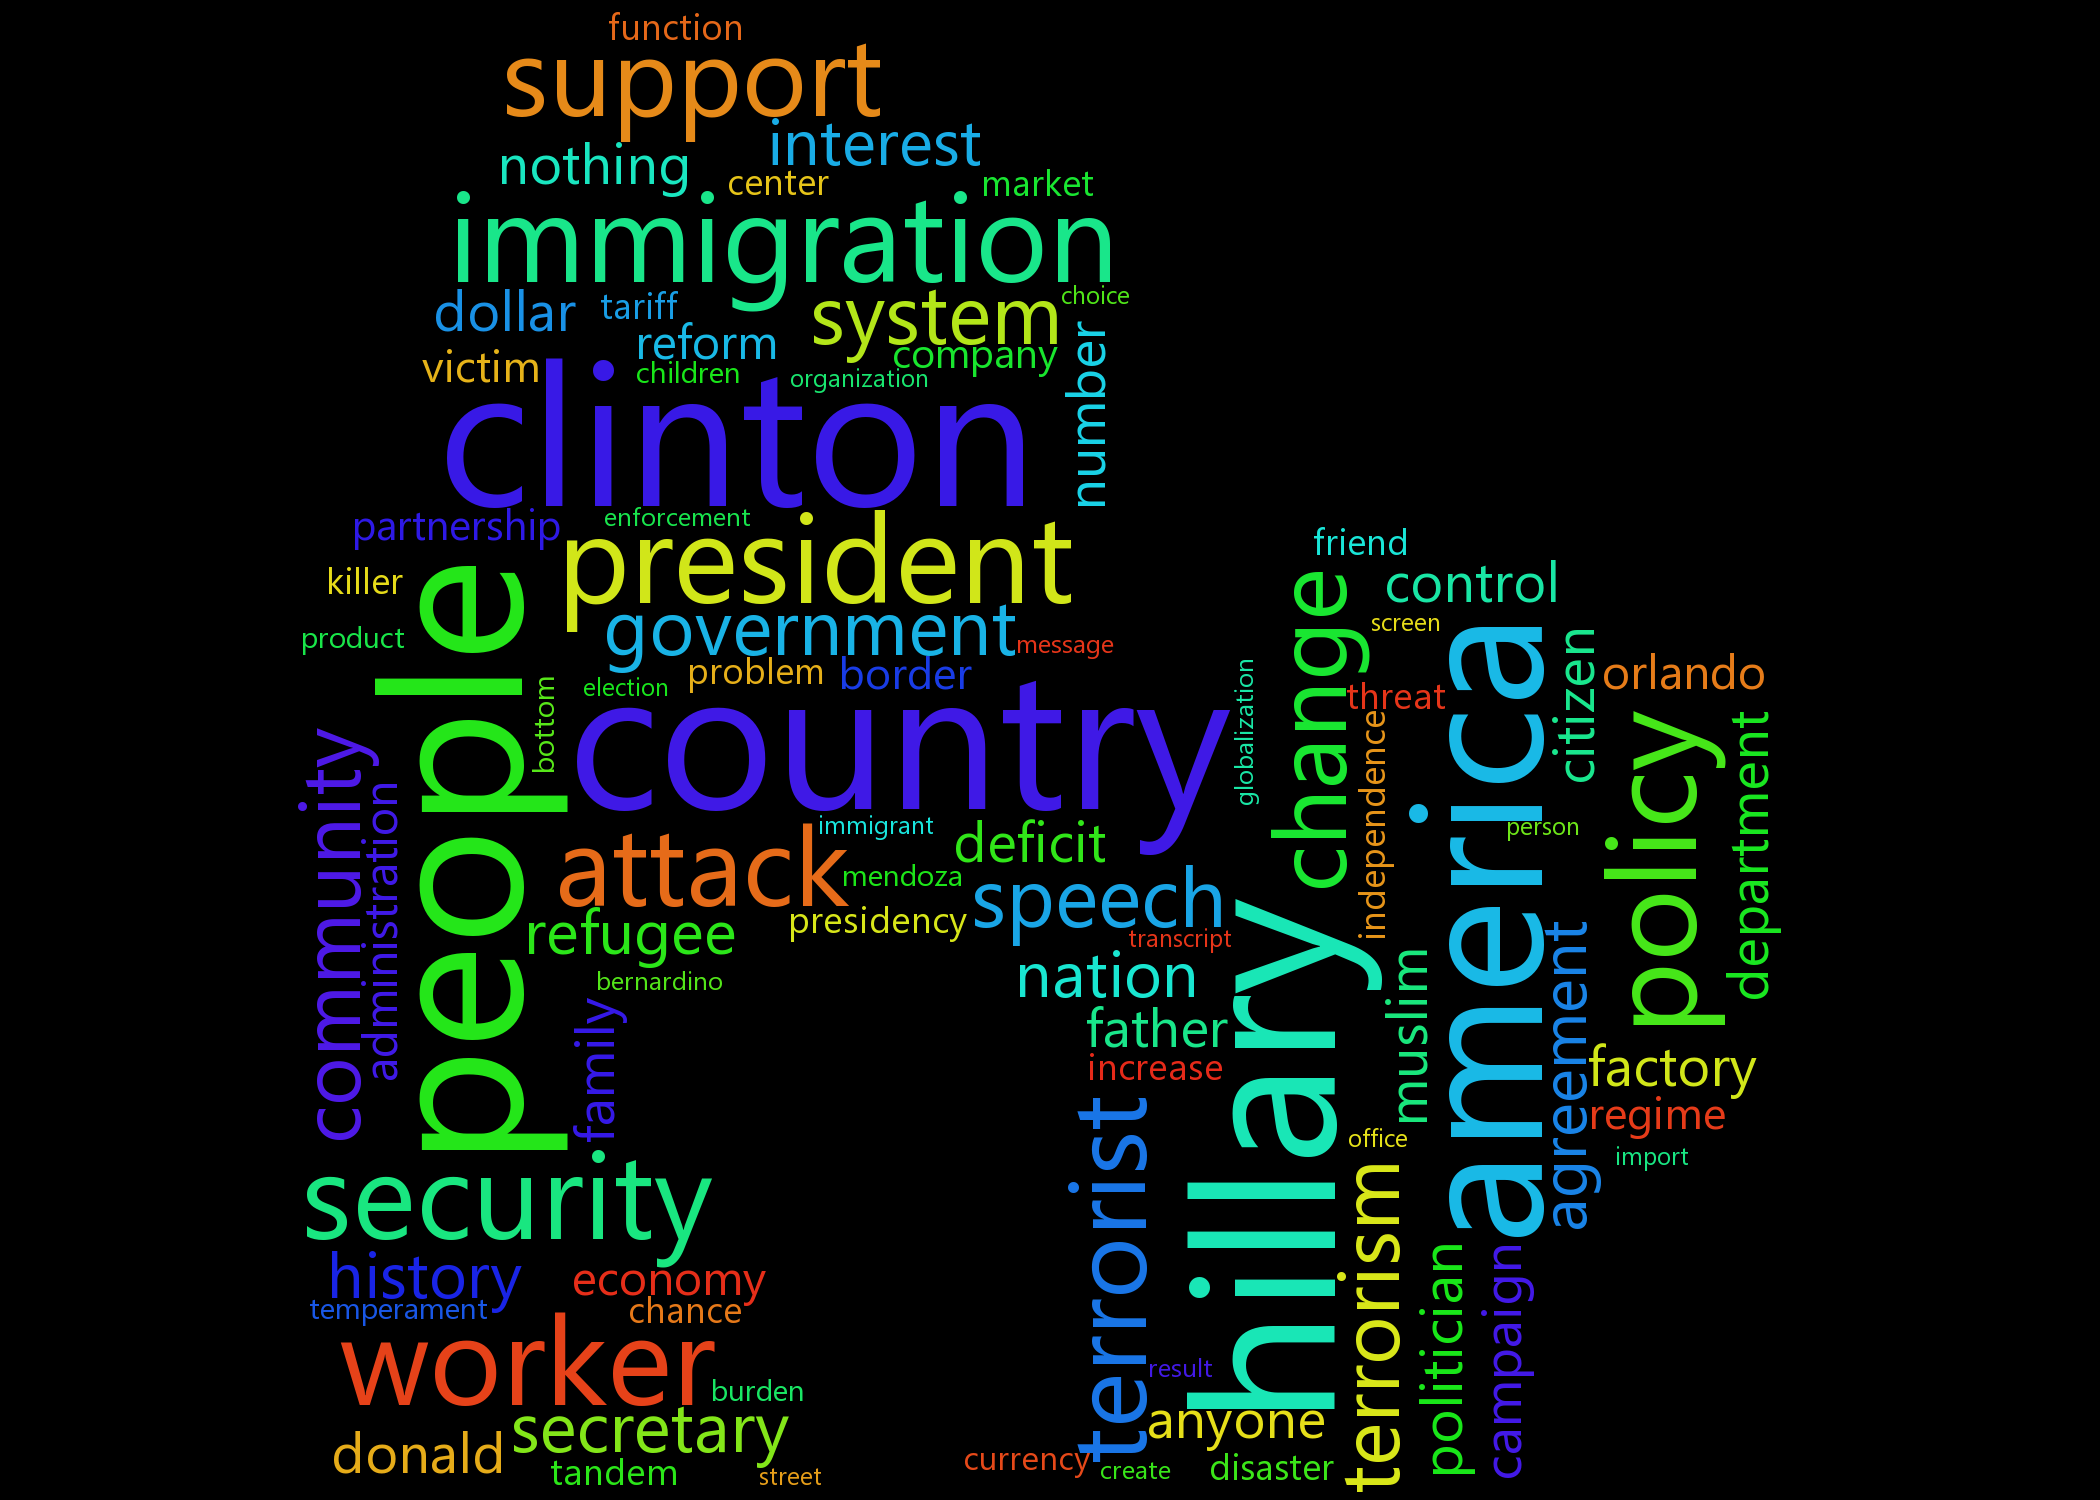 function
support
interest
nothing
center
market
immigration
dollar
tariff
system
choice
reform
company
number
victim
children
organization
clinton
partnership
enforcement
president
friend
killer
people
change
control
product
government
message
screen
america
citizen
problem
border
orlando
election
bottom
country
globalization
threat
independence
policy
department
community
administration
attack
immigrant
deficit
person
mendoza
speech
refugee
presidency
transcript
hillary
agreement
bernardino
nation
muslim
family
father
factory
increase
regime
terrorist
office
import
security
terrorism
history
economy
politician
campaign
temperament
chance
worker
result
burden
secretary
anyone
donald
currency
create
disaster
tandem
street